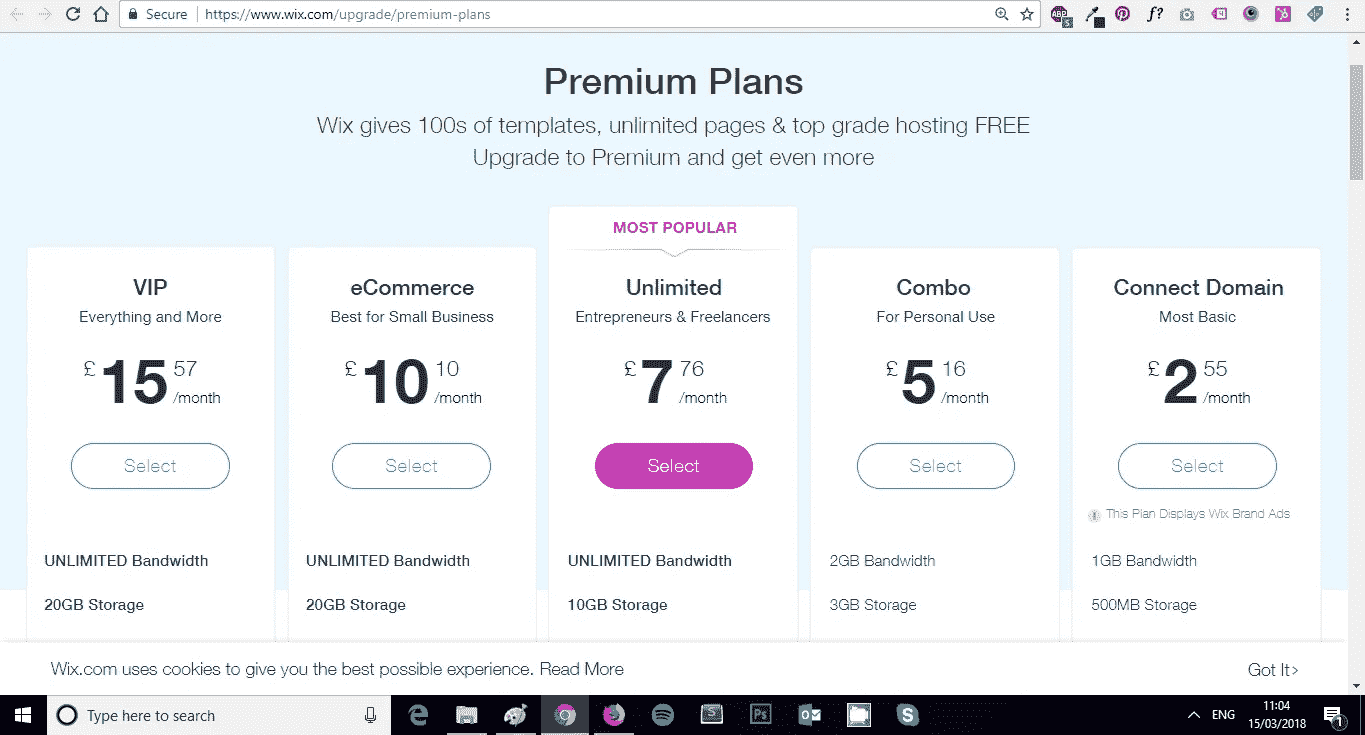 Secure
https://www.wix.com/upgrade/premium-plans
ABP
S
f?
Premium Plans
Wix gives 100s of templates, unlimited pages & top grade hosting FREE
Upgrade to Premium and get even more
MOST POPULAR
VIP
Everything and More
£ 15 57
/month
Select
UNLIMITED Bandwidth
20GB Storage
eCommerce
Best for Small Business
£ 10 10
/month
Select
UNLIMITED Bandwidth
20GB Storage
Unlimited
Entrepreneurs & Freelancers
£ 7 76
/month
Select
UNLIMITED Bandwidth
10GB Storage
Combo
For Personal Use
£ 5 16
/month
Select
2GB Bandwidth
3GB Storage
Connect Domain
Most Basic
£ 2 55
/month
Select
This Plan Displays Wix Brand Ads
1GB Bandwidth
500MB Storage
Wix.com uses cookies to give you the best possible experience. Read More
Got It>
Type here to search
Ps
ENG
11:04
15/03/2018
1